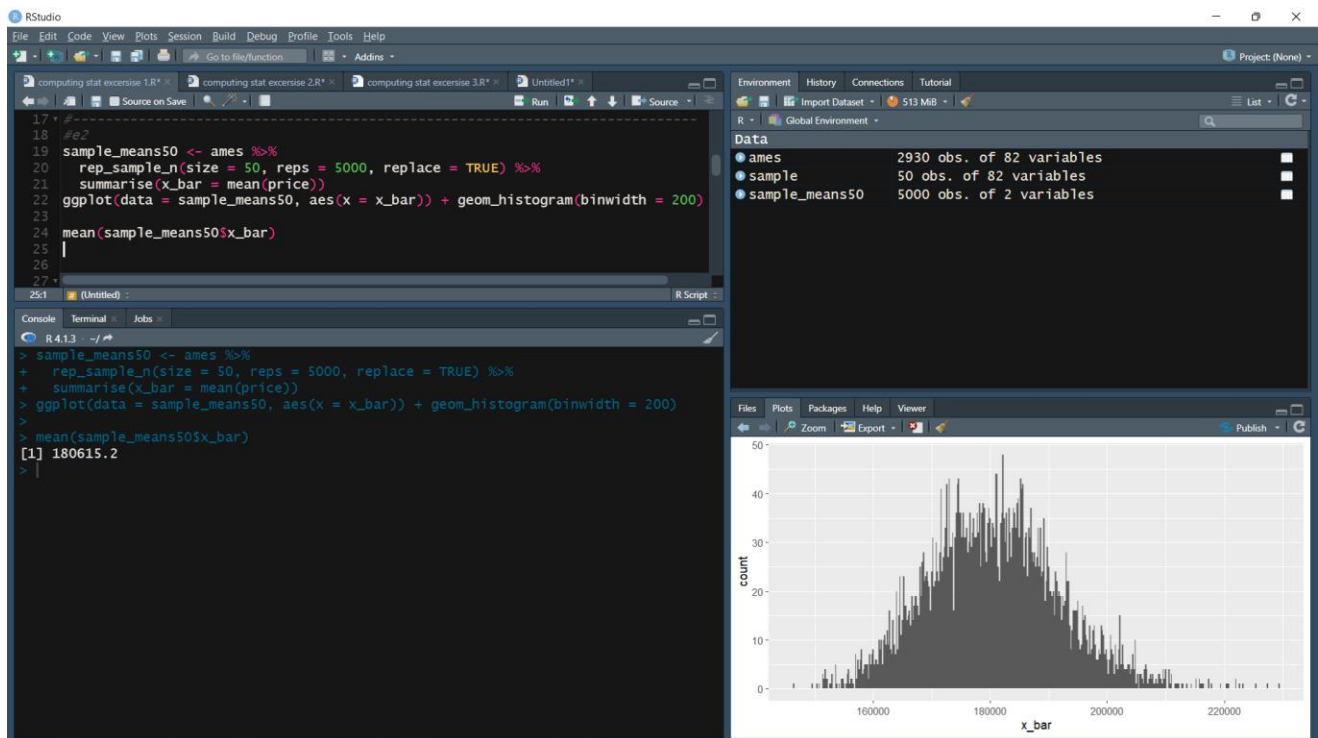 RStudio
File Edit Code View Plots Session Build Debug Profile Tools Help
Go to file/function Addins
Project: (None)
computing stat excersise 1.R* computing stat excersise 2.R* computing stat excersise 3.R* Untitled1*
Source on Save Run Source
17 #---------------------------------------------------------------------------
18 #e2
19 sample_means50 <- ames %>%
20 rep_sample_n(size = 50, reps = 5000, replace = TRUE) %>%
21 summarise(x_bar = mean(price))
22 ggplot(data = sample_means50, aes(x = x_bar)) + geom_histogram(binwidth = 200)
23
24 mean(sample_means50$x_bar)
25
26
27
25:1 (Untitled) R Script
Console Terminal Jobs
R 4.1.3 · ~/
> sample_means50 <- ames %>%
+ rep_sample_n(size = 50, reps = 5000, replace = TRUE) %>%
+ summarise(x_bar = mean(price))
> ggplot(data = sample_means50, aes(x = x_bar)) + geom_histogram(binwidth = 200)
>
> mean(sample_means50$x_bar)
[1] 180615.2
>
Environment History Connections Tutorial
Import Dataset 513 MiB List
R Global Environment
Data
ames 2930 obs. of 82 variables
sample 50 obs. of 82 variables
sample_means50 5000 obs. of 2 variables
Files Plots Packages Help Viewer
Zoom Export Publish
50
40
30
20
10
0
count
160000 180000 200000 220000
x_bar